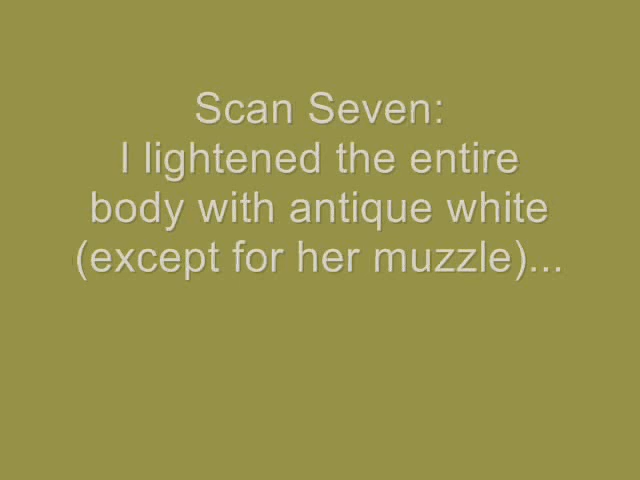 Scan Seven:
I lightened the entire
body with antique white
(except for her muzzle)...